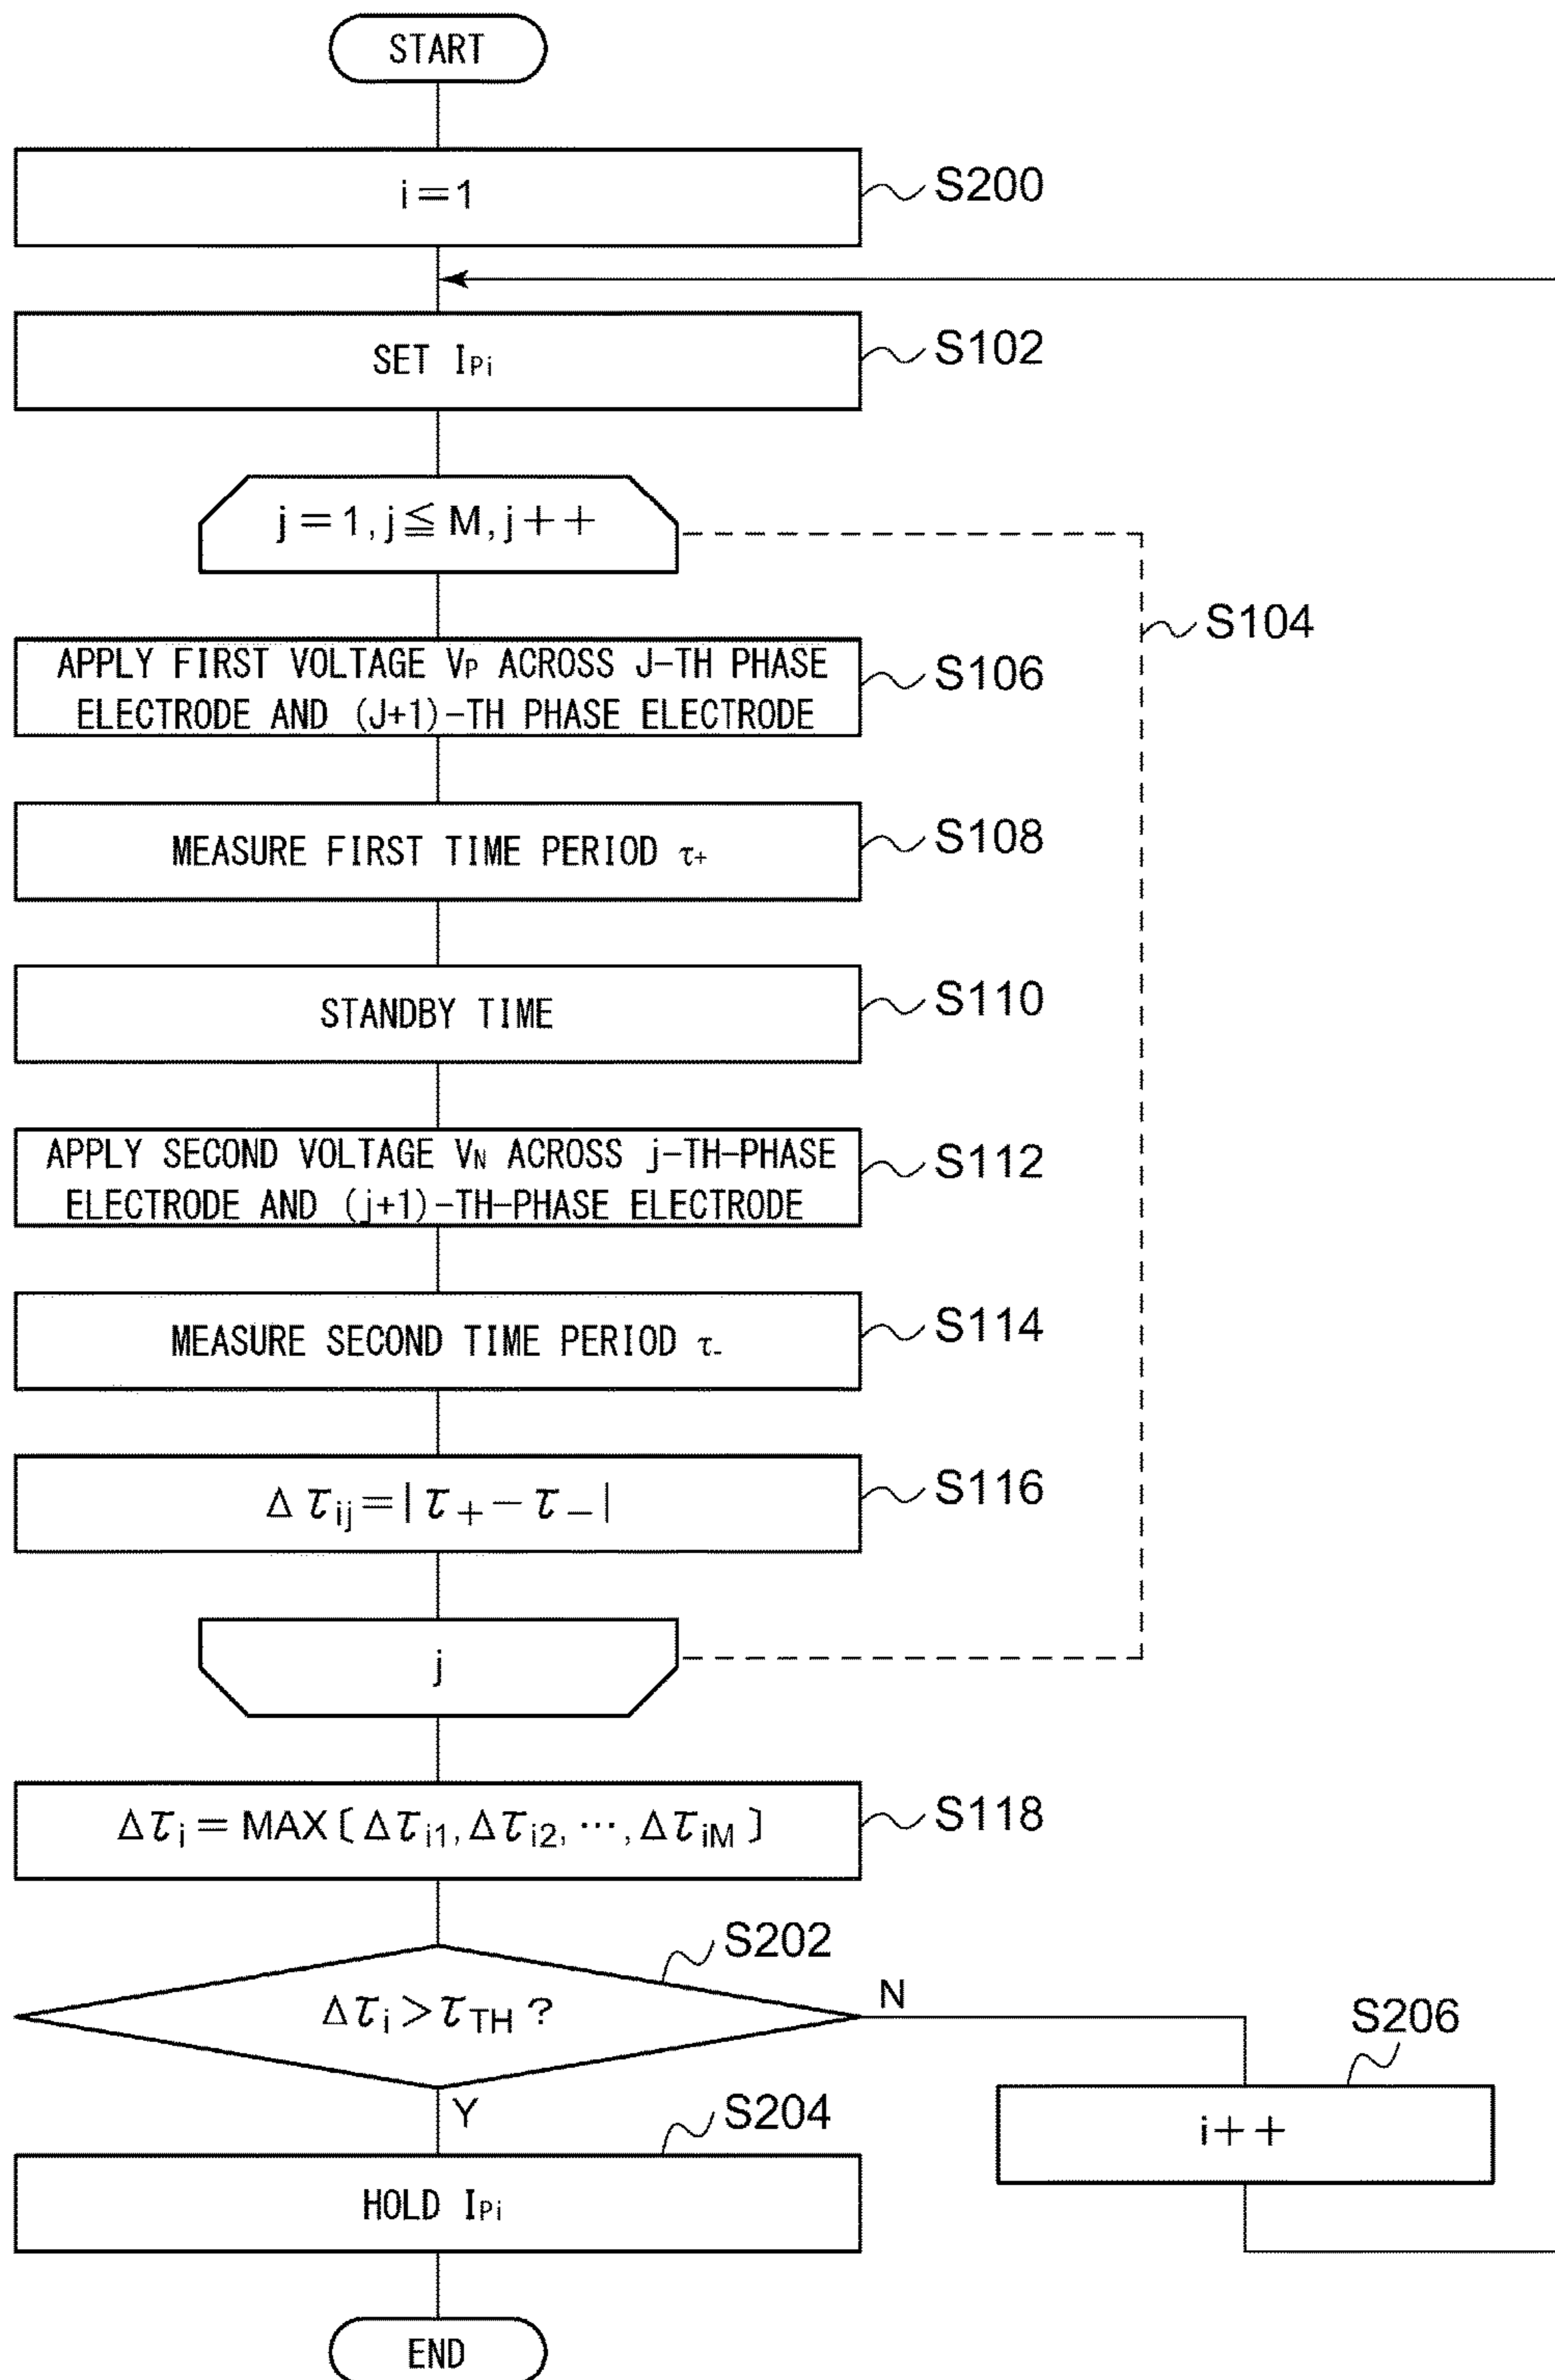 START
i=1
S200
SET IPi
S102
j=1, j≦M, j++
S104
APPLY FIRST VOLTAGE VP ACROSS J-TH PHASE
ELECTRODE AND (J+1)-TH PHASE ELECTRODE
S106
MEASURE FIRST TIME PERIOD τ+
S108
STANDBY TIME
S110
APPLY SECOND VOLTAGE VN ACROSS j-TH-PHASE
ELECTRODE AND (j+1)-TH-PHASE ELECTRODE
S112
MEASURE SECOND TIME PERIOD τ-
S114
Δτij=|τ+-τ-|
S116
j
Δτi=MAX〔Δτi1, Δτi2, ⋯, ΔτiM〕
S118
S202
Δτi>τTH?
N
S206
i++
Y
S204
HOLD IPi
END